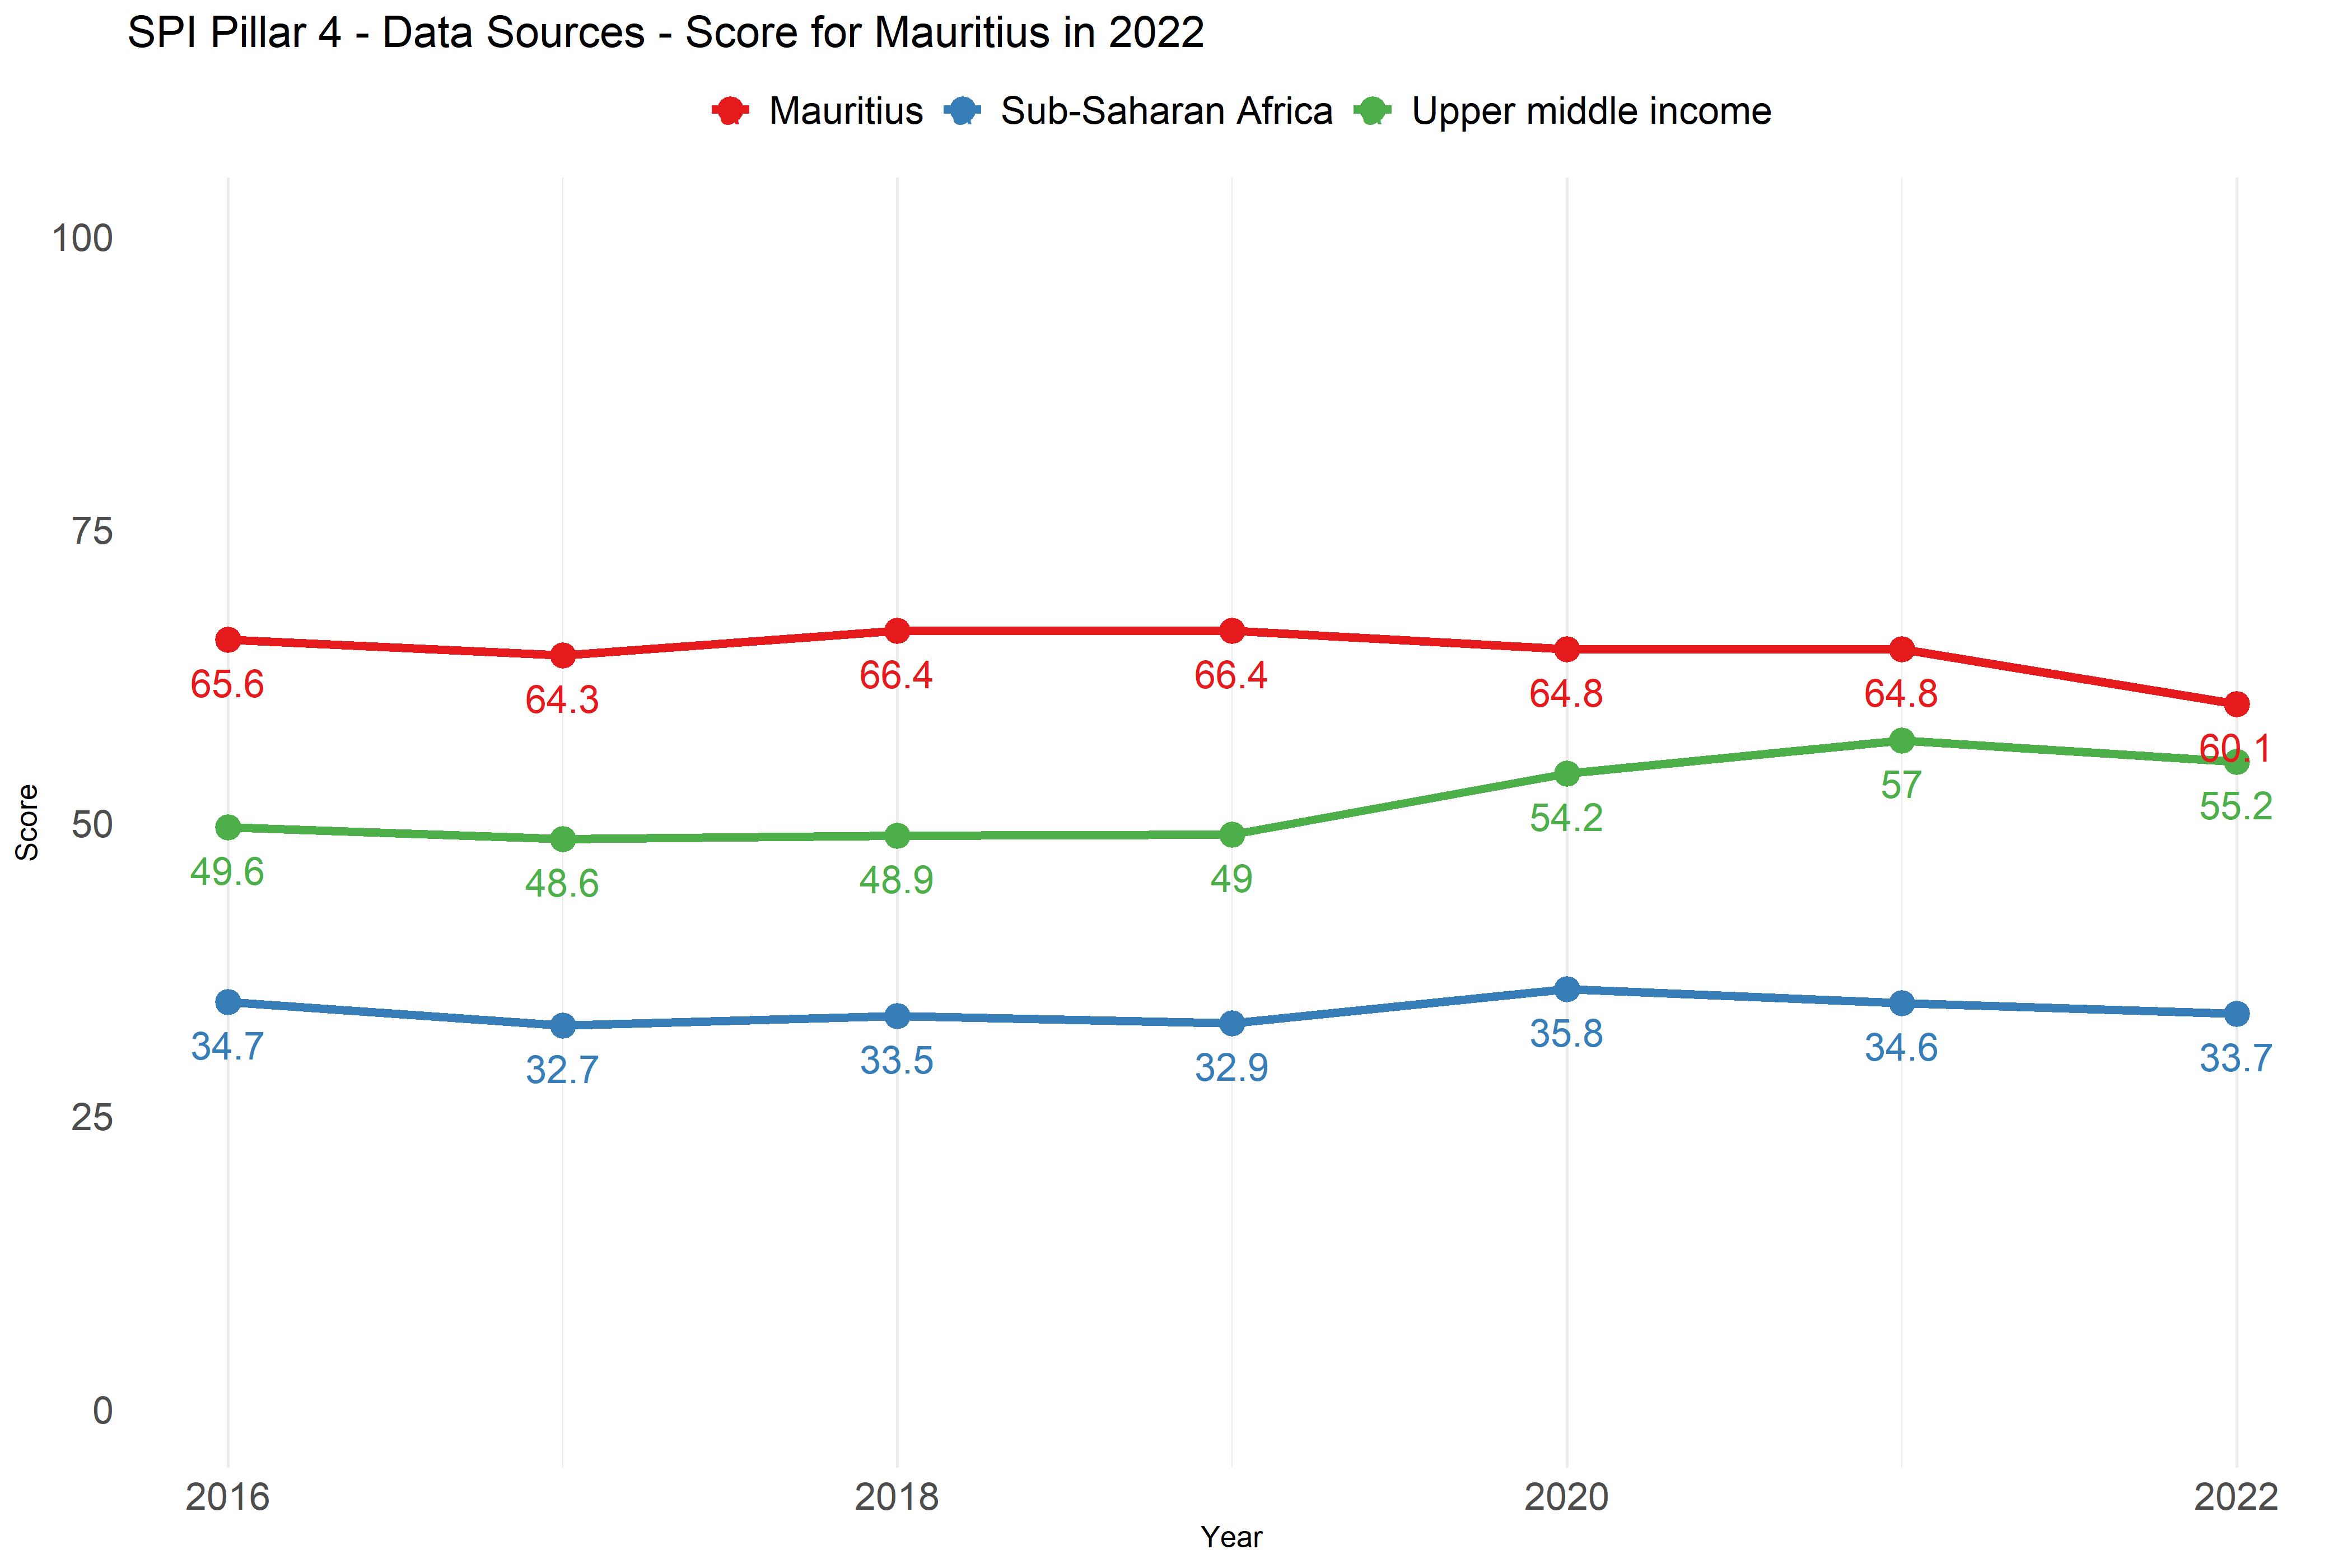 SPI Pillar 4 - Data Sources - Score for Mauritius in 2022
Mauritius Sub-Saharan Africa Upper middle income
100
75
65.6 64.3 66.4 66.4 64.8 64.8 60.1
Score
50
49.6 48.6 48.9 49 54.2 57 55.2
34.7 32.7 33.5 32.9 35.8 34.6 33.7
25
0
2016 2018 2020 2022
Year